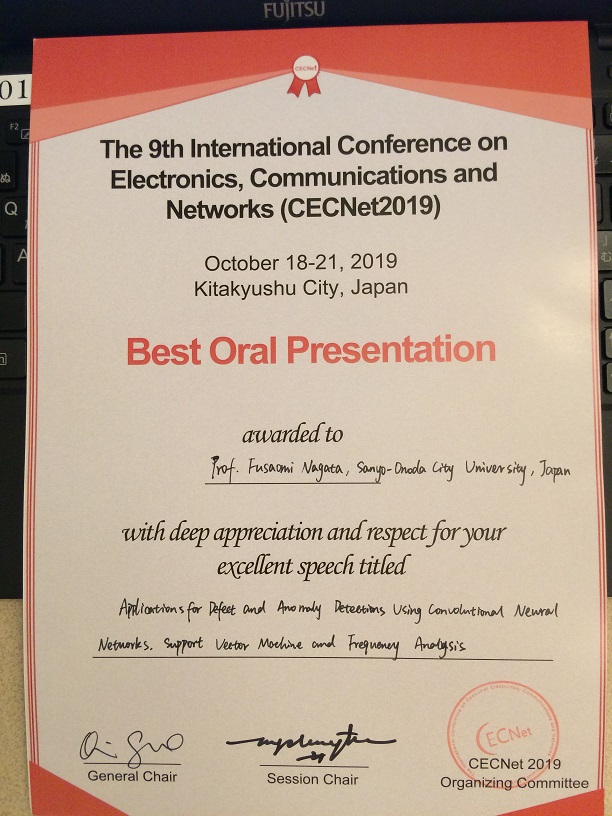 FUJITSU
01
F2
ぬ
Q
A
CECNet
The 9th International Conference on
Electronics, Communications and
Networks (CECNet2019)
October 18-21, 2019
Kitakyushu City, Japan
Best Oral Presentation
awarded to
Prof. Fusaomi Nagata, Sanyo-Onoda City University, Japan
with deep appreciation and respect for your
excellent speech titled
Applications for Defect and Anomaly Detections Using Convolutional Neural
Networks. Support Vector Machine and Frequency Analysis
General Chair
Session Chair
CECNet
CECNet 2019
Organizing Committee